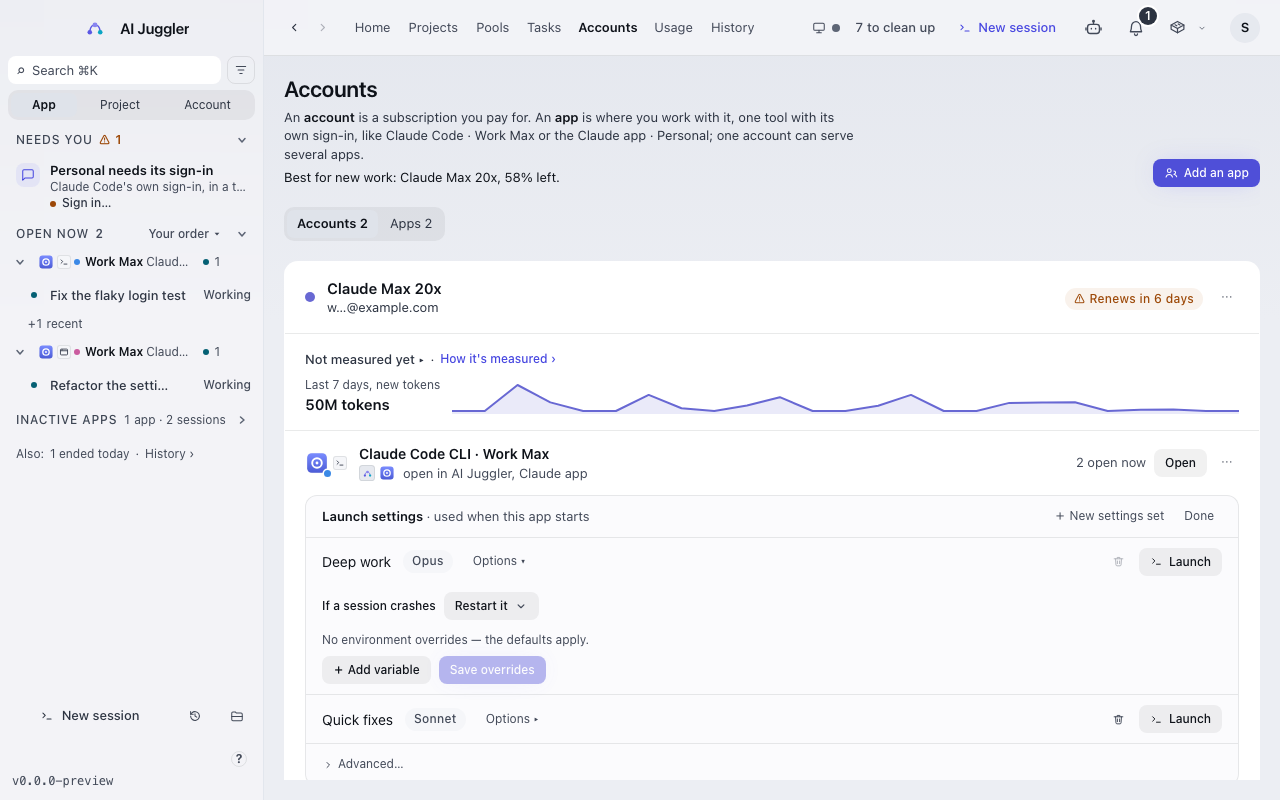 AI Juggler
Search ⌘K
App Project Account
NEEDS YOU 1
Personal needs its sign-in
Claude Code's own sign-in, in a t...
Sign in...
OPEN NOW 2 Your order
Work Max Claud... 1
Fix the flaky login test Working
+1 recent
Work Max Claud... 1
Refactor the setti... Working
INACTIVE APPS 1 app · 2 sessions
Also: 1 ended today · History ›
New session
?
v0.0.0-preview
Home Projects Pools Tasks Accounts Usage History 7 to clean up New session 1 S
Accounts
An account is a subscription you pay for. An app is where you work with it, one tool with its
own sign-in, like Claude Code · Work Max or the Claude app · Personal; one account can serve
several apps.
Best for new work: Claude Max 20x, 58% left.
Add an app
Accounts 2 Apps 2
Claude Max 20x
w...@example.com
Renews in 6 days ···
Not measured yet · How it's measured ›
Last 7 days, new tokens
50M tokens
Claude Code CLI · Work Max
open in AI Juggler, Claude app
2 open now Open ···
Launch settings · used when this app starts + New settings set Done
Deep work Opus Options Launch
If a session crashes Restart it
No environment overrides — the defaults apply.
+ Add variable Save overrides
Quick fixes Sonnet Options Launch
› Advanced...